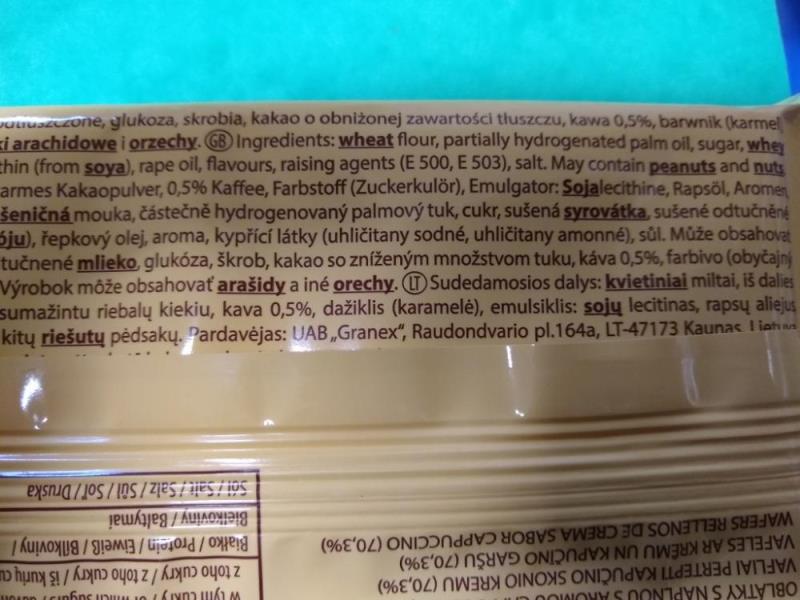 glukoza, skrobia, kakao o obniżonej zawartości tłuszczu, kawa 0,5%, barwnik (karmel
ki arachidowe i orzechy. GB Ingredients: wheat flour, partially hydrogenated palm oil, sugar, whey
thin (from soya), rape oil, flavours, raising agents (E 500, E 503), salt. May contain peanuts and nuts
armes Kakaopulver, 0,5% Kaffee, Farbstoff (Zuckerkulör), Emulgator: Sojalecithine, Rapsöl, Aromen
šeničná mouka, částečně hydrogenovaný palmový tuk, cukr, sušená syrovátka, sušené odtučněné
óju), řepkový olej, aroma, kypřící látky (uhličitany sodné, uhličitany amonné), sůl. Může obsahovat
tučnené mlieko, glukóza, škrob, kakao so zníženým množstvom tuku, káva 0,5%, farbivo (obyčajný
Výrobok môže obsahovať arašidy a iné orechy. LT Sudedamosios dalys: kvietiniai miltai, iš dalies
sumažintu riebalų kiekiu, kava 0,5%, dažiklis (karamelė), emulsiklis: sojų lecitinas, rapsų aliejus
kitų riešutų pėdsakų. Pardavėjas: UAB „Granex“, Raudondvario pl.164a, LT-47173 Kaunas, Lietuva
OBLATKY S NAPLŇOU S
VAFLIAI PERTEPTI KAPUČINO SKONIO KREMU (70,3%)
VAFELES AR KRĒMU UN KAPUČĪNO GARŠU (70,3%)
WAFERS RELLENOS DE CREMA SABOR CAPPUCCINO (70,3%)
W tym cukry / of which sugars
z toho cukry / z toho cukry / iš kurių cu
Białko / Protein / Eiweiß / Bílkoviny /
Bielkoviny / Baltymai
Sól / Salt / Salz / Sůl / Soľ / Druska